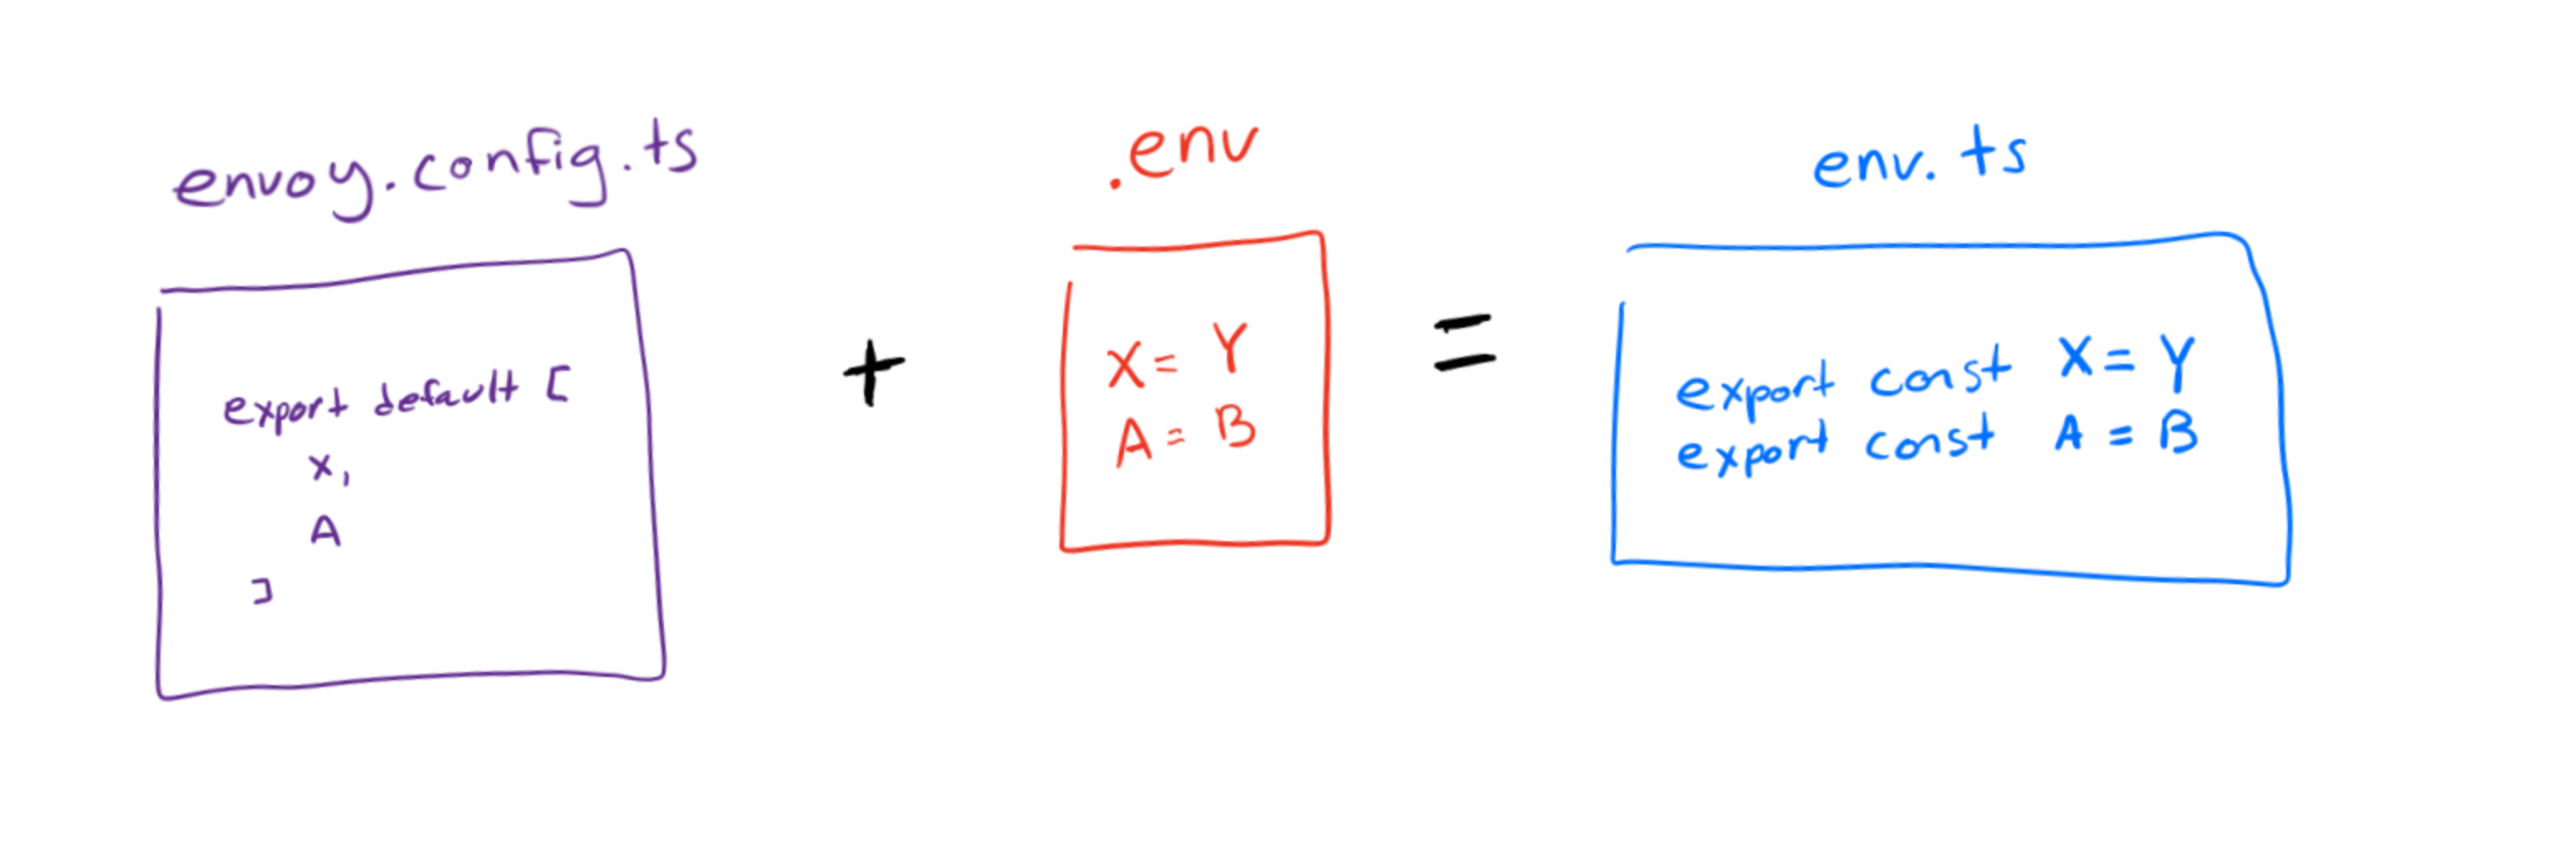 envoy.config.ts
export default [
x,
A
]
+
.env
X = Y
A = B
=
env.ts
export const X = Y
export const A = B